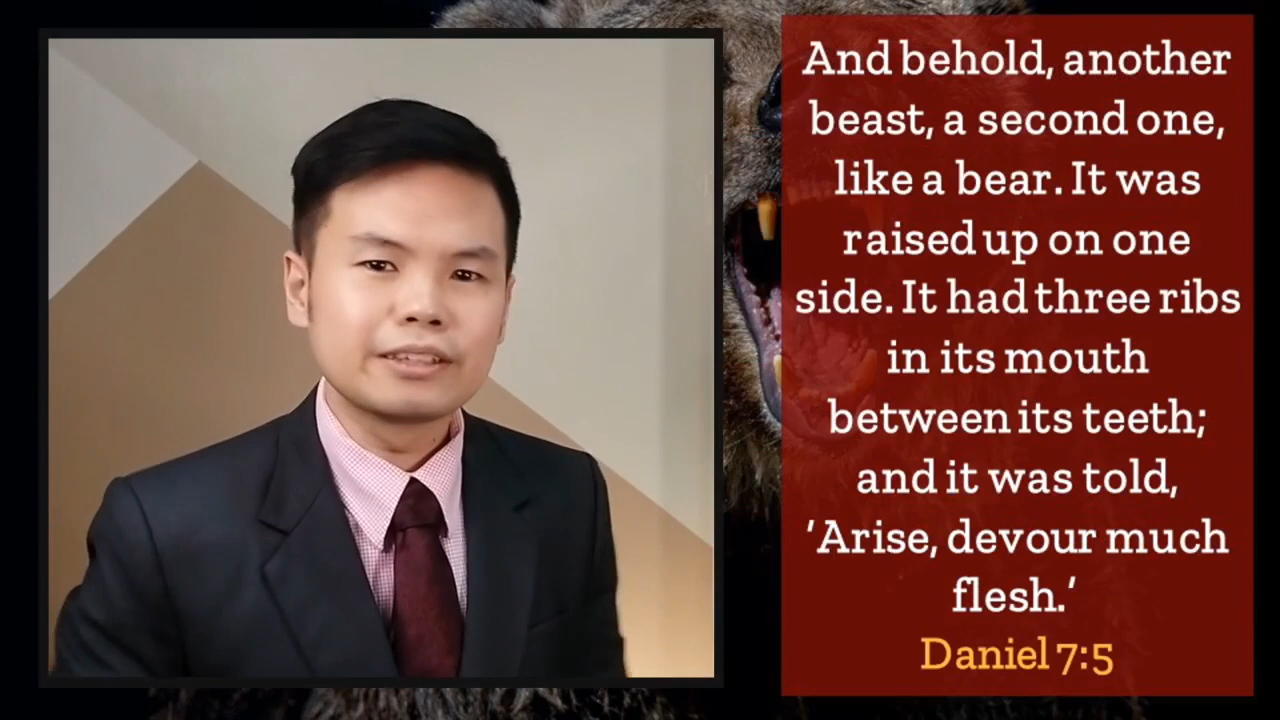 And behold, another
beast, a second one,
like a bear. It was
raised up on one
side. It had three ribs
in its mouth
between its teeth;
and it was told,
‘Arise, devour much
flesh.’
Daniel 7:5